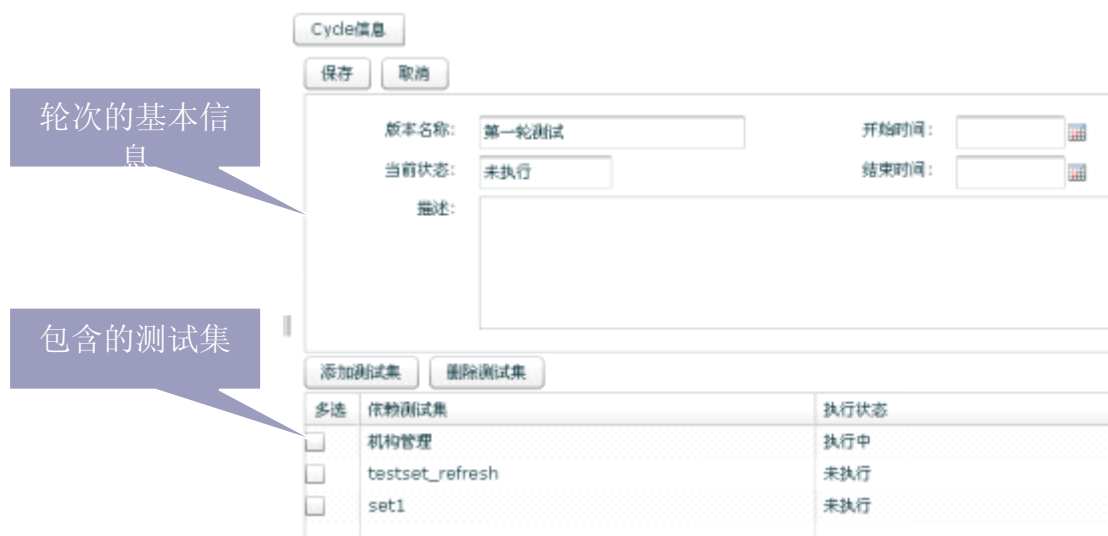 Cycle信息
保存 取消
轮次的基本信
息
版本名称: 第一轮测试 开始时间:
当前状态: 未执行 结束时间:
描述:
包含的测试集
添加测试集 删除测试集
多选 依赖测试集 执行状态
机构管理 执行中
testset_refresh 未执行
set1 未执行